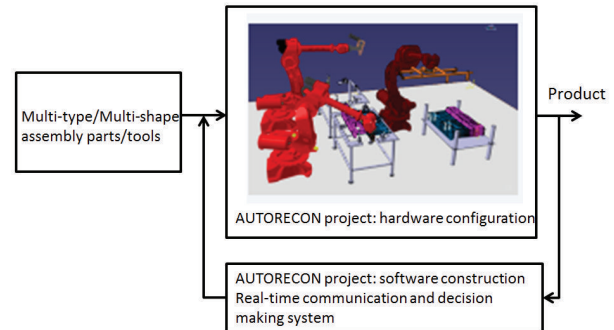 Multi-type/Multi-shape
assembly parts/tools
Product
AUTORECON project: hardware configuration
AUTORECON project: software construction
Real-time communication and decision
making system